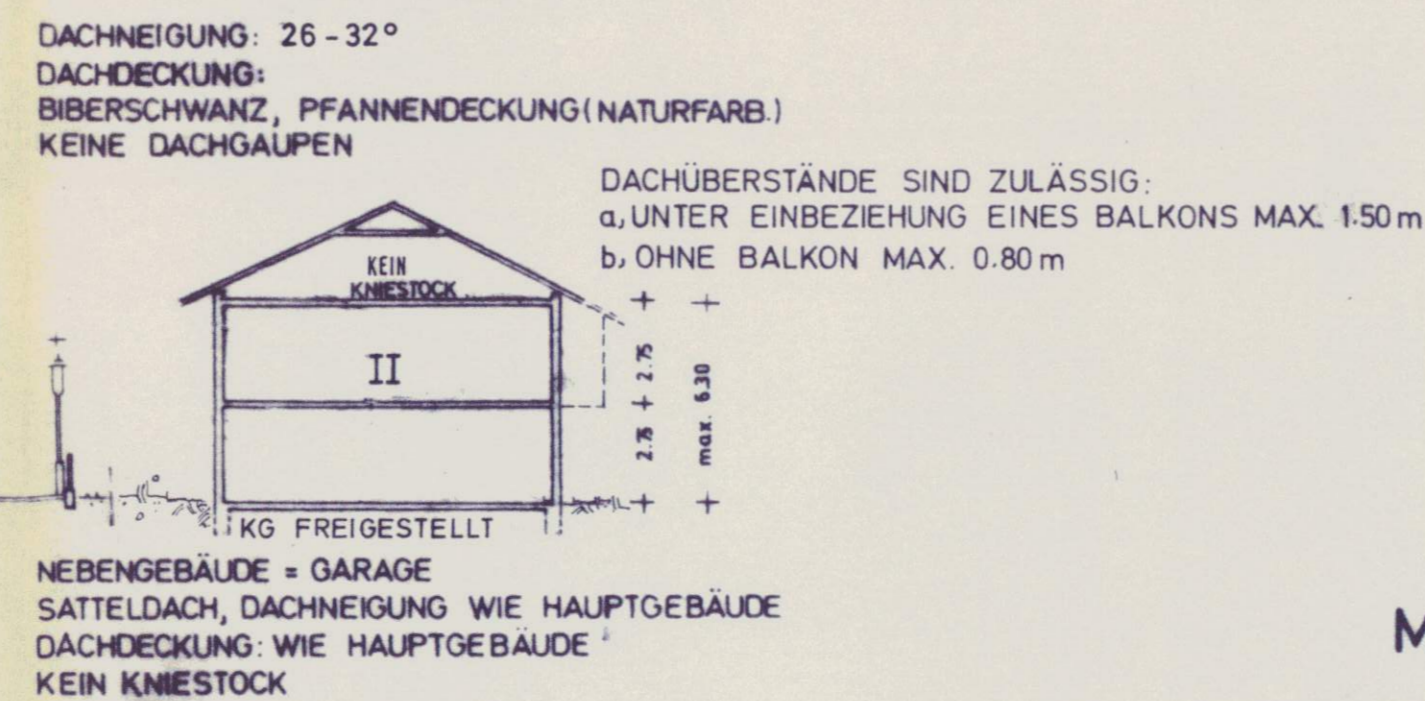 DACHNEIGUNG: 26-32°
DACHDECKUNG:
BIBERSCHWANZ, PFANNENDECKUNG(NATURFARB.)
KEINE DACHGAUPEN
DACHÜBERSTÄNDE SIND ZULÄSSIG:
a, UNTER EINBEZIEHUNG EINES BALKONS MAX. 1.50 m
b, OHNE BALKON MAX. 0.80 m
KEIN
KNIESTOCK
II
2.75
2.75
max. 6.30
KG FREIGESTELLT
NEBENGEBÄUDE = GARAGE
SATTELDACH, DACHNEIGUNG WIE HAUPTGEBÄUDE
DACHDECKUNG: WIE HAUPTGEBÄUDE
KEIN KNIESTOCK
M